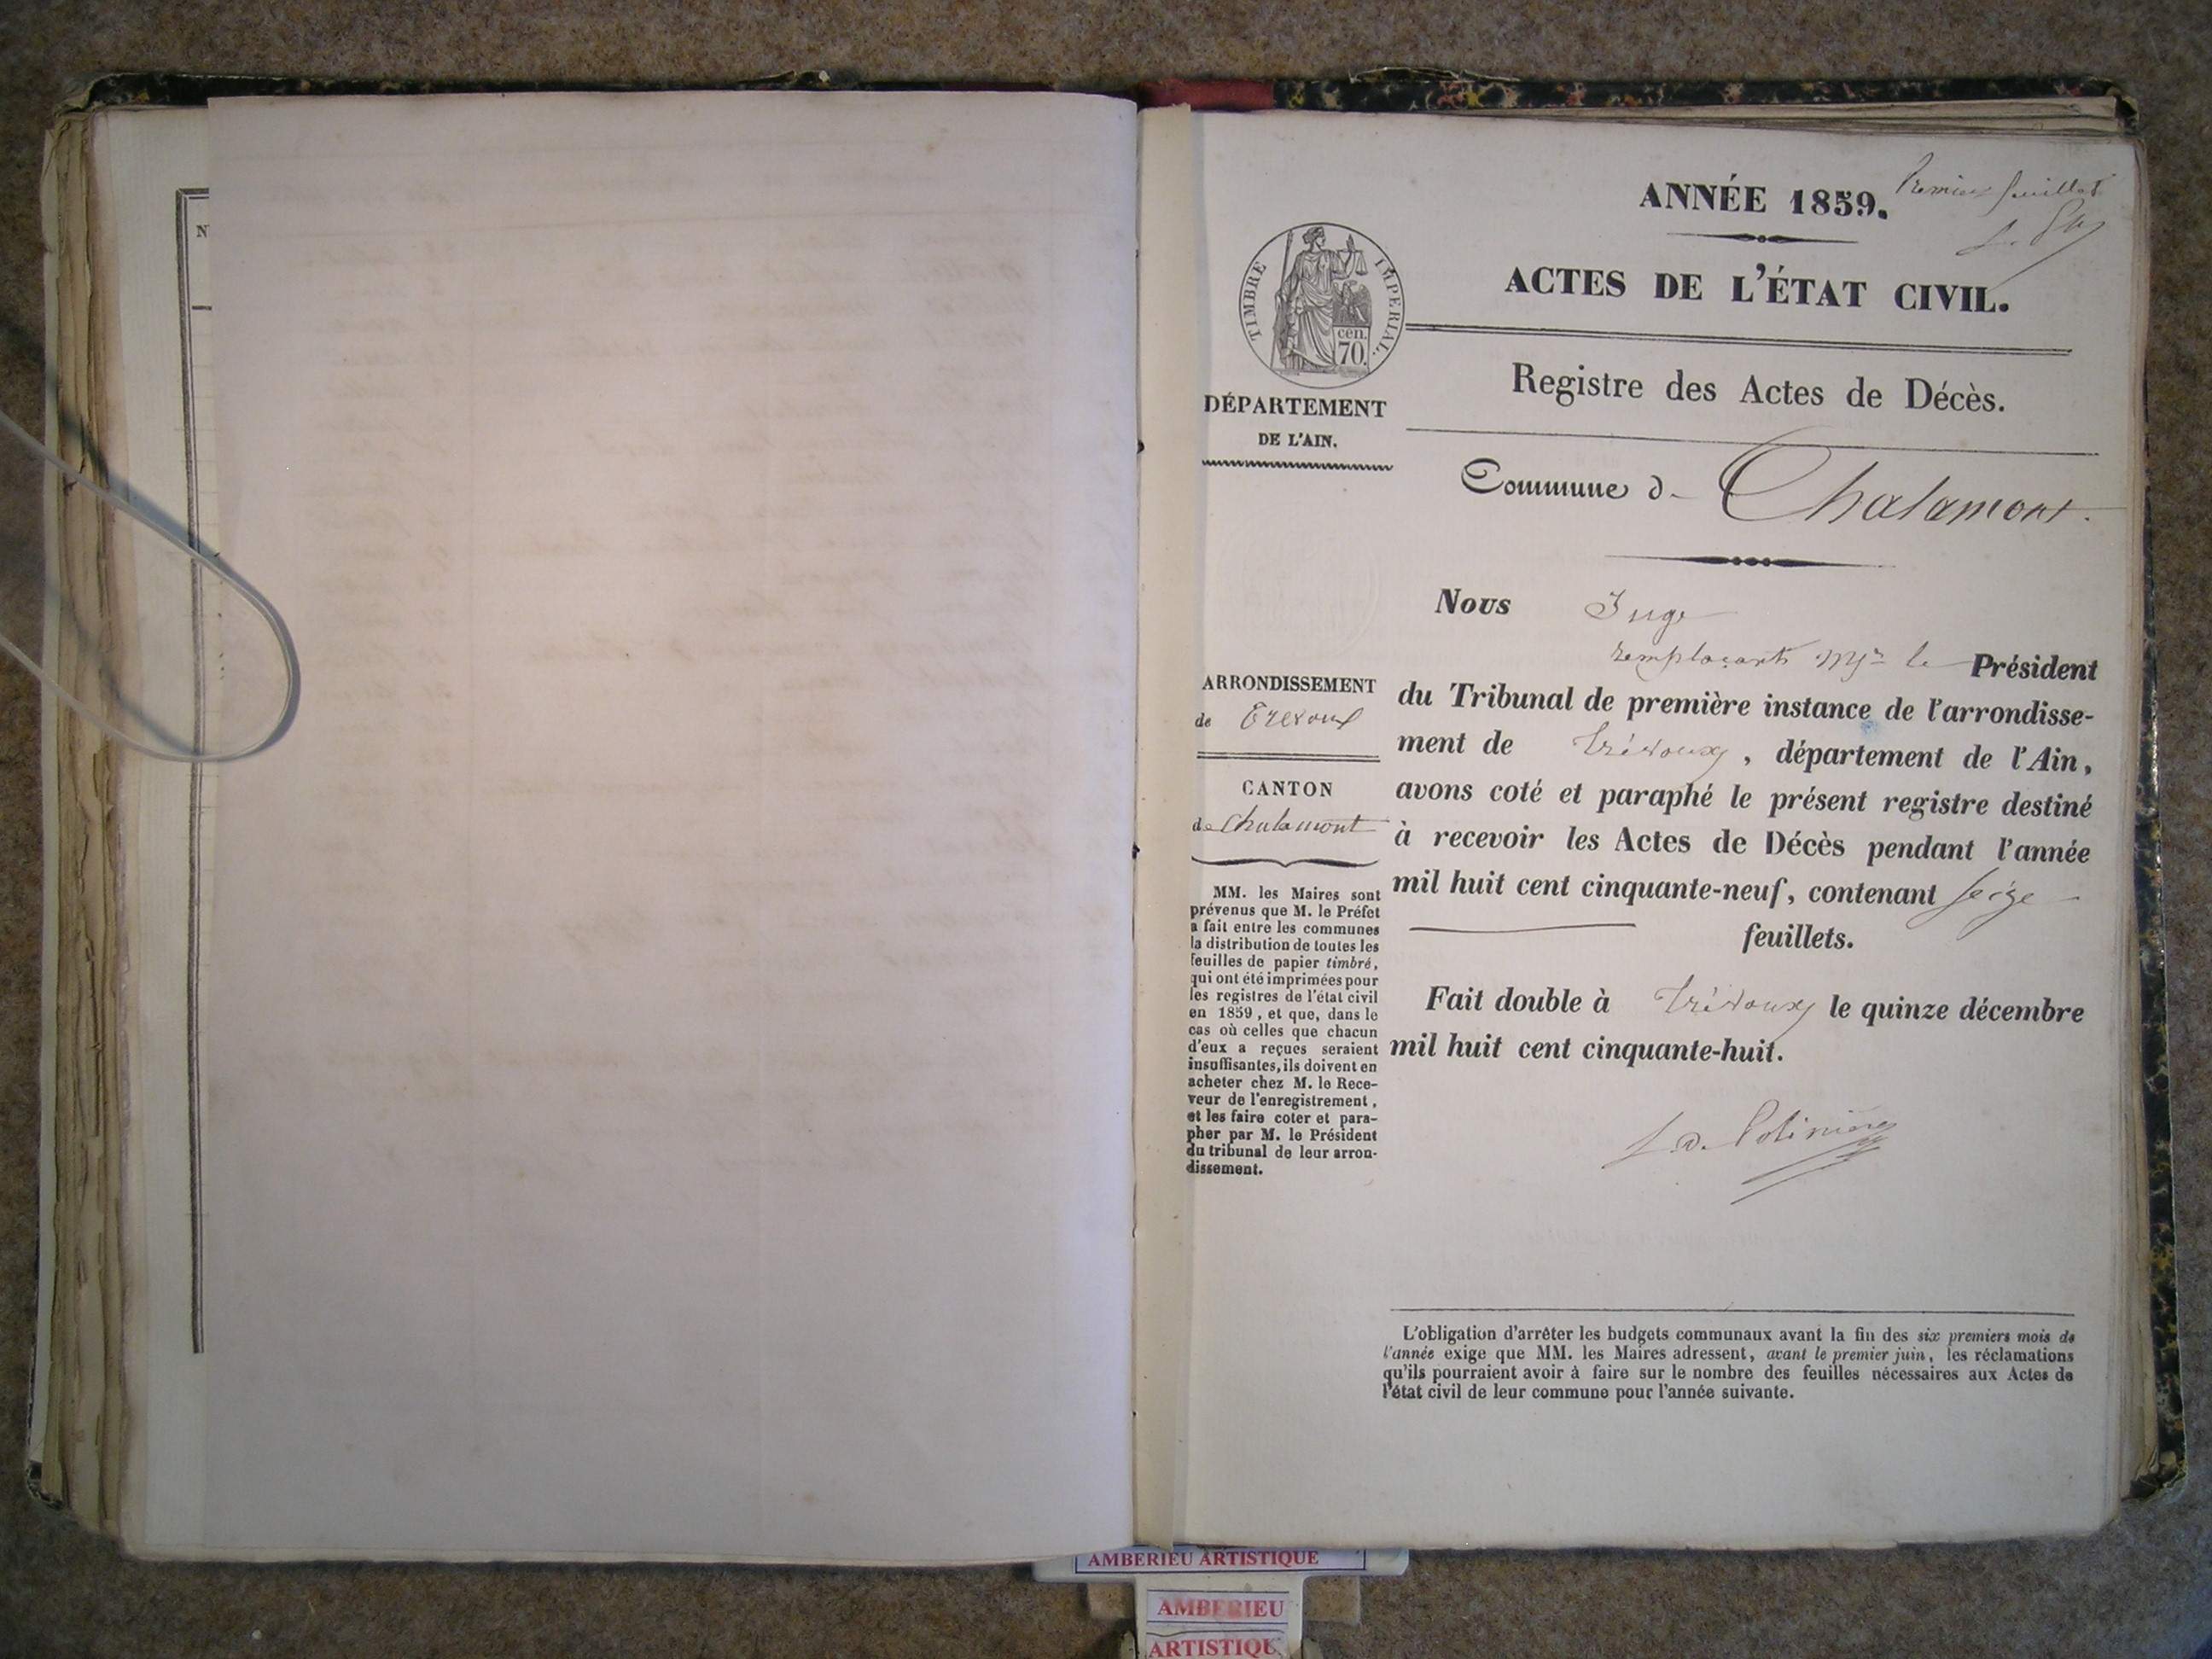 N
ANNÉE 1859.
Premier feuillet
ACTES DE L'ÉTAT CIVIL.
TIMBRE IMPERIAL.
cen.
70.
Registre des Actes de Décès.
DÉPARTEMENT
DE L'AIN.
Commune de Chalamont.
Nous Juge
remplaçant Mr le Président
du Tribunal de première instance de l'arrondisse-
ment de Trévoux, département de l'Ain,
avons coté et paraphé le présent registre destiné
à recevoir les Actes de Décès pendant l'année
mil huit cent cinquante-neuf, contenant seize
feuillets.
Fait double à Trévoux le quinze décembre
mil huit cent cinquante-huit.
ARRONDISSEMENT
de Trevoux
CANTON
de Chalamont
MM. les Maires sont
prévenus que M. le Préfet
a fait entre les communes
la distribution de toutes les
feuilles de papier timbré,
qui ont été imprimées pour
les registres de l'état civil
en 1859, et que, dans le
cas où celles que chacun
d'eux a reçues seraient
insuffisantes, ils doivent en
acheter chez M. le Rece-
veur de l'enregistrement,
et les faire coter et para-
pher par M. le Président
du tribunal de leur arron-
dissement.
L'obligation d'arrêter les budgets communaux avant la fin des six premiers mois de
l'année exige que MM. les Maires adressent, avant le premier juin, les réclamations
qu'ils pourraient avoir à faire sur le nombre des feuilles nécessaires aux Actes de
l'état civil de leur commune pour l'année suivante.
AMBERIEU ARTISTIQUE
AMBERIEU
ARTISTIQU